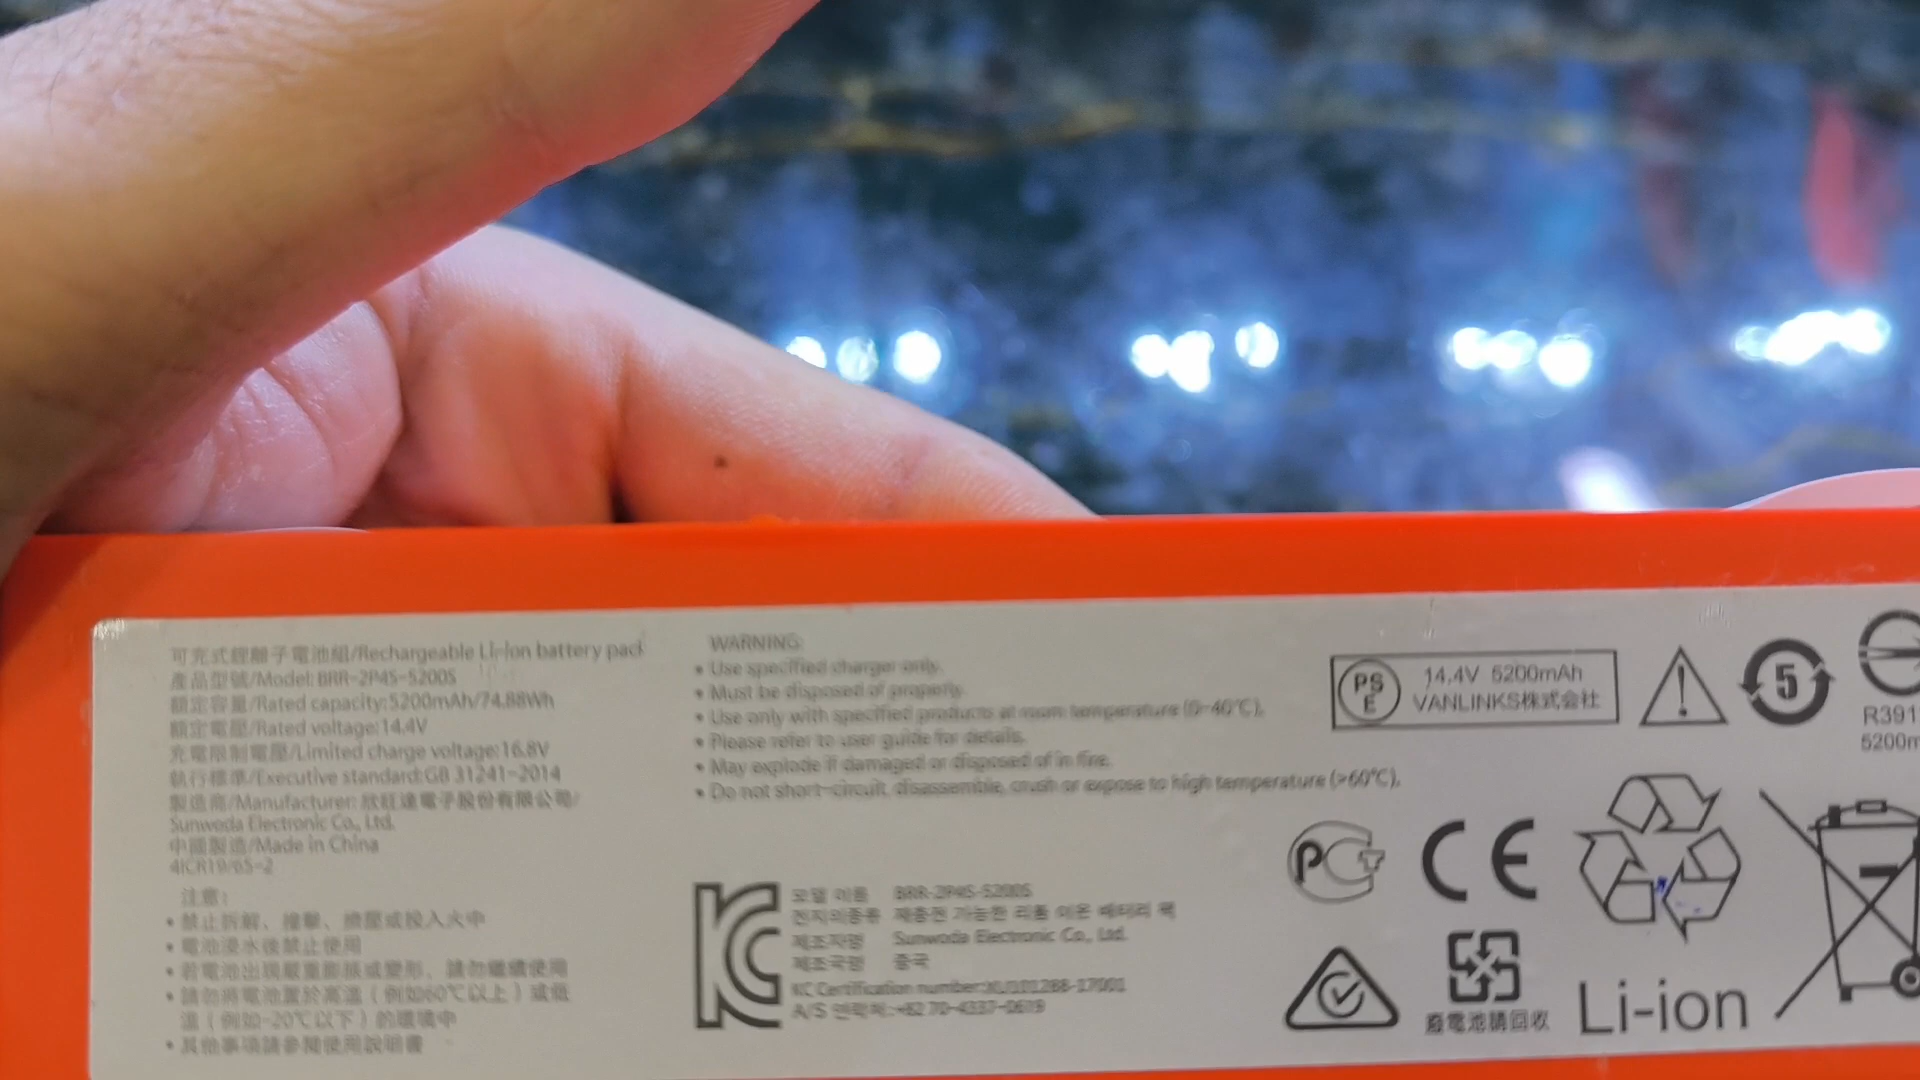 可充式鋰離子電池組/Rechargeable Li-ion battery pack
產品型號/Model: BRR-2P4S-5200S
額定容量/Rated capacity:5200mAh/74.88Wh
額定電壓/Rated voltage:14.4V
充電限制電壓/Limited charge voltage:16.8V
執行標準/Executive standard:GB 31241-2014
製造商/Manufacturer: 欣旺達電子股份有限公司/
Sunwoda Electronic Co., Ltd.
中國製造/Made in China
4ICR19/65-2
注意:
• 禁止拆解、撞擊、擠壓或投入火中
• 電池浸水後禁止使用
• 若電池出現嚴重膨脹或變形，請勿繼續使用
• 請勿將電池置於高溫（例如60℃以上）或低
溫（例如-20℃以下）的環境中
• 其他事項請參閱使用說明書
WARNING:
• Use specified charger only.
• Must be disposed of properly.
• Use only with specified products at room temperature (0-40°C).
• Please refer to user guide for details.
• May explode if damaged or disposed of in fire.
• Do not short-circuit, disassemble, crush or expose to high temperature (>60°C).
모델 이름 BRR-2P4S-5200S
전지의종류 재충전 가능한 리튬 이온 배터리 팩
제조자명 Sunwoda Electronic Co., Ltd.
제조국명 중국
KC Certification number:XU101288-17001
A/S 연락처:+82 70-4337-0619
PS
E
14.4V 5200mAh
VANLINKS株式会社
5
R391
5200m
CE
廢電池請回收
Li-ion